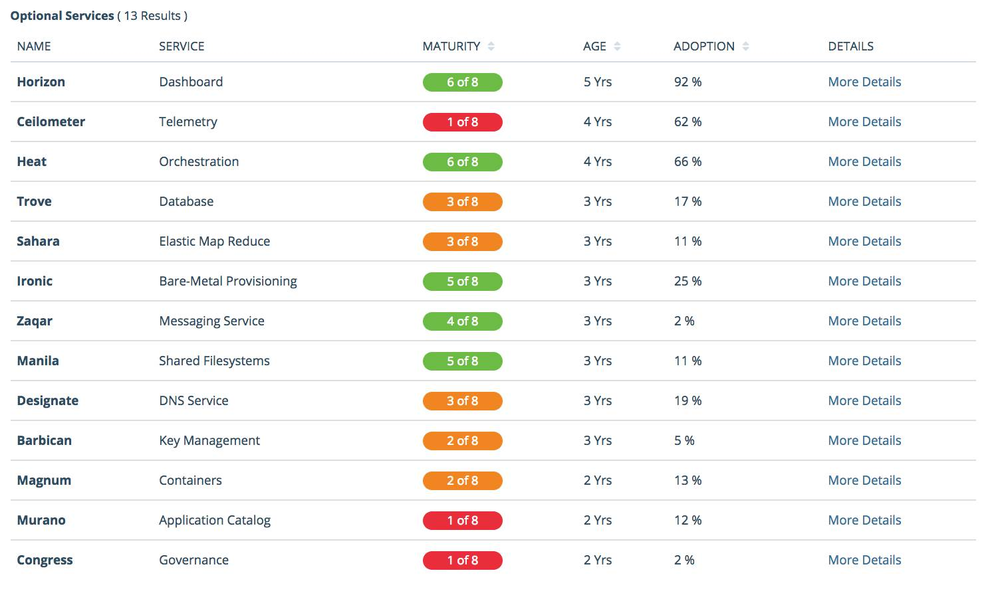 Optional Services ( 13 Results )
NAME SERVICE MATURITY AGE ADOPTION DETAILS
Horizon Dashboard 6 of 8 5 Yrs 92 % More Details
Ceilometer Telemetry 1 of 8 4 Yrs 62 % More Details
Heat Orchestration 6 of 8 4 Yrs 66 % More Details
Trove Database 3 of 8 3 Yrs 17 % More Details
Sahara Elastic Map Reduce 3 of 8 3 Yrs 11 % More Details
Ironic Bare-Metal Provisioning 5 of 8 3 Yrs 25 % More Details
Zaqar Messaging Service 4 of 8 3 Yrs 2 % More Details
Manila Shared Filesystems 5 of 8 3 Yrs 11 % More Details
Designate DNS Service 3 of 8 3 Yrs 19 % More Details
Barbican Key Management 2 of 8 3 Yrs 5 % More Details
Magnum Containers 2 of 8 2 Yrs 13 % More Details
Murano Application Catalog 1 of 8 2 Yrs 12 % More Details
Congress Governance 1 of 8 2 Yrs 2 % More Details